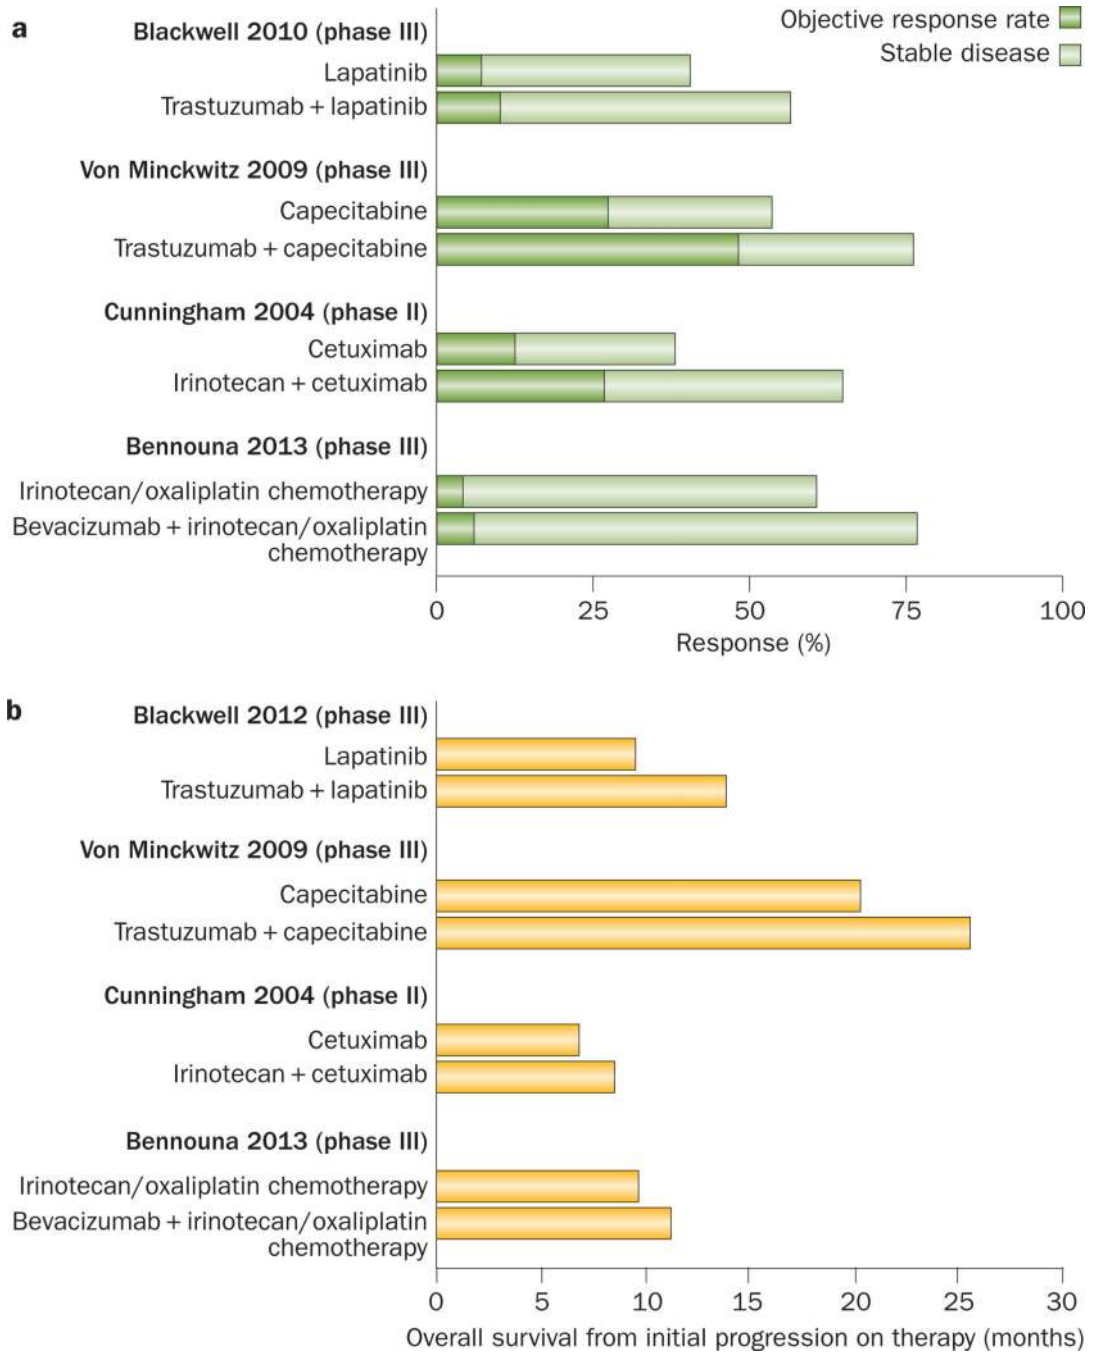 a
Blackwell 2010 (phase III)
Objective response rate
Stable disease
Lapatinib
Trastuzumab + lapatinib
Von Minckwitz 2009 (phase III)
Capecitabine
Trastuzumab + capecitabine
Cunningham 2004 (phase II)
Cetuximab
Irinotecan + cetuximab
Bennouna 2013 (phase III)
Irinotecan/oxaliplatin chemotherapy
Bevacizumab + irinotecan/oxaliplatin
chemotherapy
0 25 50 75 100
Response (%)
b
Blackwell 2012 (phase III)
Lapatinib
Trastuzumab + lapatinib
Von Minckwitz 2009 (phase III)
Capecitabine
Trastuzumab + capecitabine
Cunningham 2004 (phase II)
Cetuximab
Irinotecan + cetuximab
Bennouna 2013 (phase III)
Irinotecan/oxaliplatin chemotherapy
Bevacizumab + irinotecan/oxaliplatin
chemotherapy
0 5 10 15 20 25 30
Overall survival from initial progression on therapy (months)